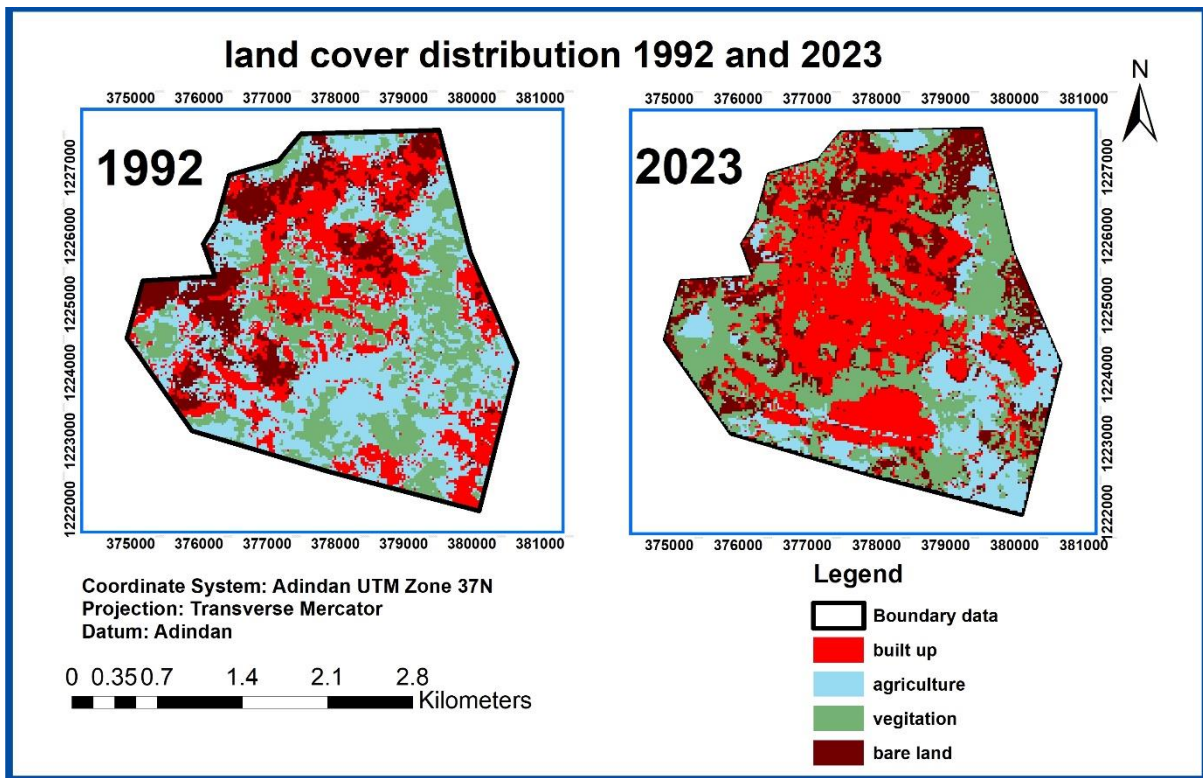 land cover distribution 1992 and 2023
N
375000 376000 377000 378000 379000 380000 381000
375000 376000 377000 378000 379000 380000 381000
1992
2023
1227000
1226000
1225000
1224000
1223000
1222000
1227000
1226000
1225000
1224000
1223000
1222000
375000 376000 377000 378000 379000 380000 381000
375000 376000 377000 378000 379000 380000 381000
Coordinate System: Adindan UTM Zone 37N
Projection: Transverse Mercator
Datum: Adindan
0 0.35 0.7 1.4 2.1 2.8
Kilometers
Legend
Boundary data
built up
agriculture
vegitation
bare land